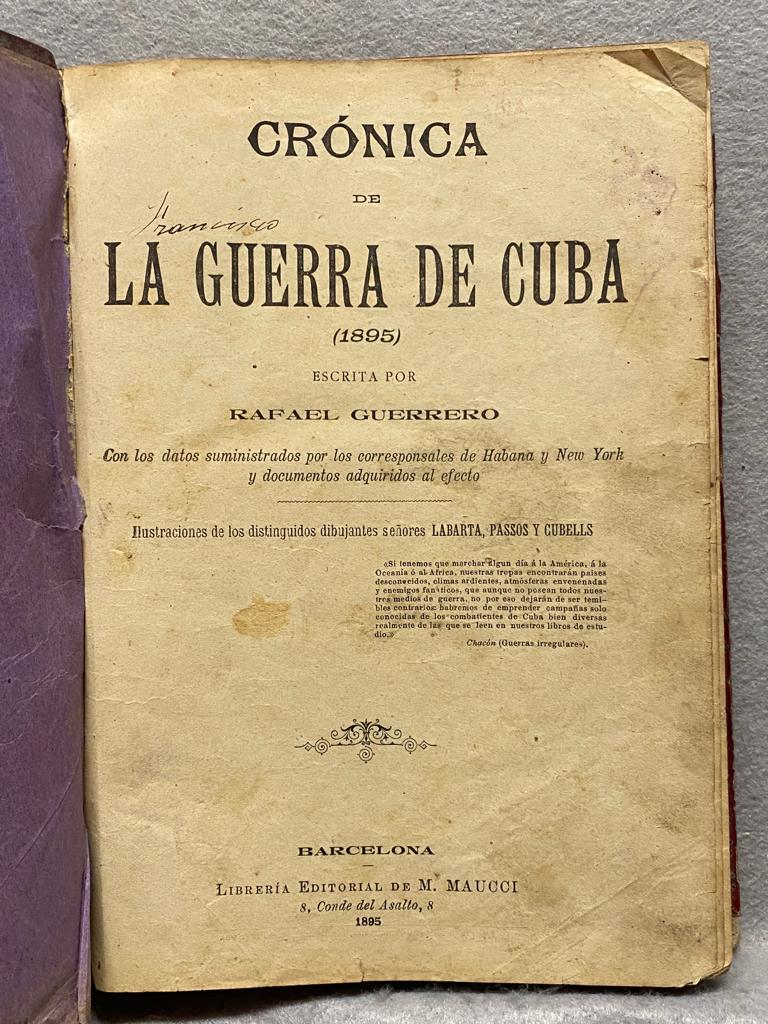 CRÓNICA
DE
Francisco
LA GUERRA DE CUBA
(1895)
ESCRITA POR
RAFAEL GUERRERO
Con los datos suministrados por los corresponsales de Habana y New York
y documentos adquiridos al efecto
Ilustraciones de los distinguidos dibujantes señores LABARTA, PASSOS Y CUBELLS
«Si tenemos que marchar algun día á la América, á la
Oceanía ó al Africa, nuestras tropas encontrarán países
desconocidos, climas ardientes, atmósferas envenenadas
y enemigos fanáticos, que aunque no posean todos nues-
tros medios de guerra, no por eso dejarán de ser temi-
bles contrarios: habremos de emprender campañas solo
conocidas de los combatientes de Cuba bien diversas
realmente de las que se leen en nuestros libros de estu-
dio.»
Chacón (Guerras irregulares).
BARCELONA
LIBRERÍA EDITORIAL DE M. MAUCCI
8, Conde del Asalto, 8
1895